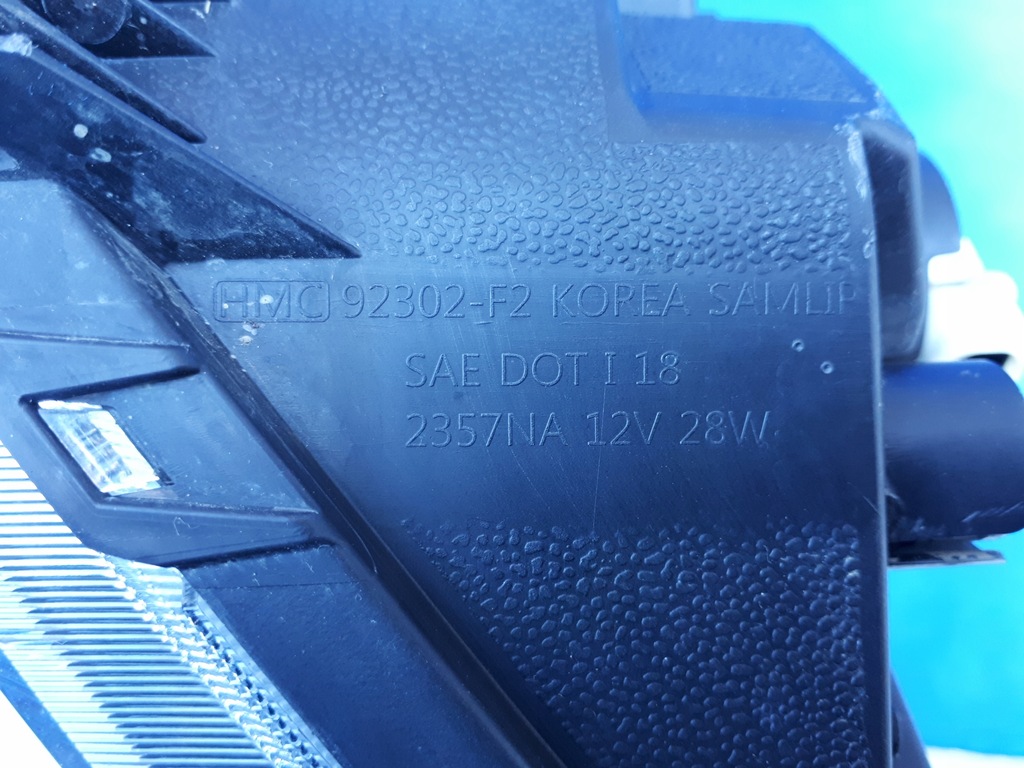 HMC 92302-F2 KOREA SAMLIP
SAE DOT I 18
2357NA 12V 28W